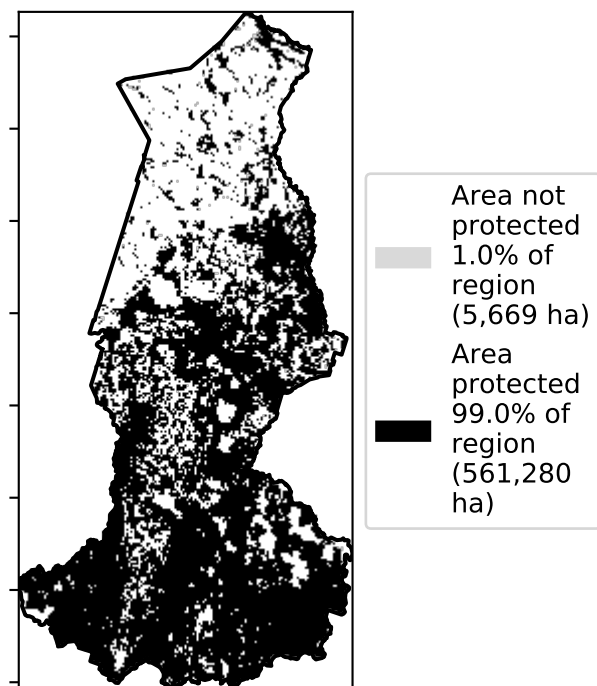 Area not
protected
1.0% of
region
(5,669 ha)
Area
protected
99.0% of
region
(561,280
ha)